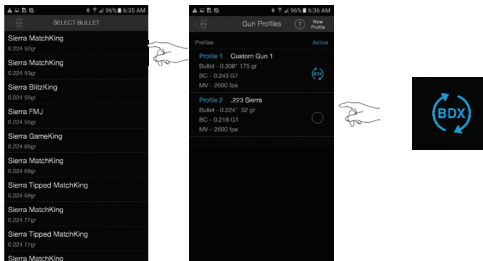 96% 6:35 AM
SELECT BULLET
Sierra MatchKing
0.224 52gr
Sierra MatchKing
0.224 53gr
Sierra BlitzKing
0.224 55gr
Sierra FMJ
0.224 55gr
Sierra GameKing
0.224 65gr
Sierra MatchKing
0.224 69gr
Sierra Tipped MatchKing
0.224 69gr
Sierra MatchKing
0.224 77gr
Sierra Tipped MatchKing
0.224 77gr
Sierra MatchKing
96% 6:36 AM
Gun Profiles ? New Profile
Profiles Active
Profile 1 Custom Gun 1
Bullet - 0.308" 175 gr
BC - 0.243 G7
MV - 2600 fps
BDX
Profile 2 .223 Sierra
Bullet - 0.224" 52 gr
BC - 0.218 G1
MV - 2600 fps
BDX